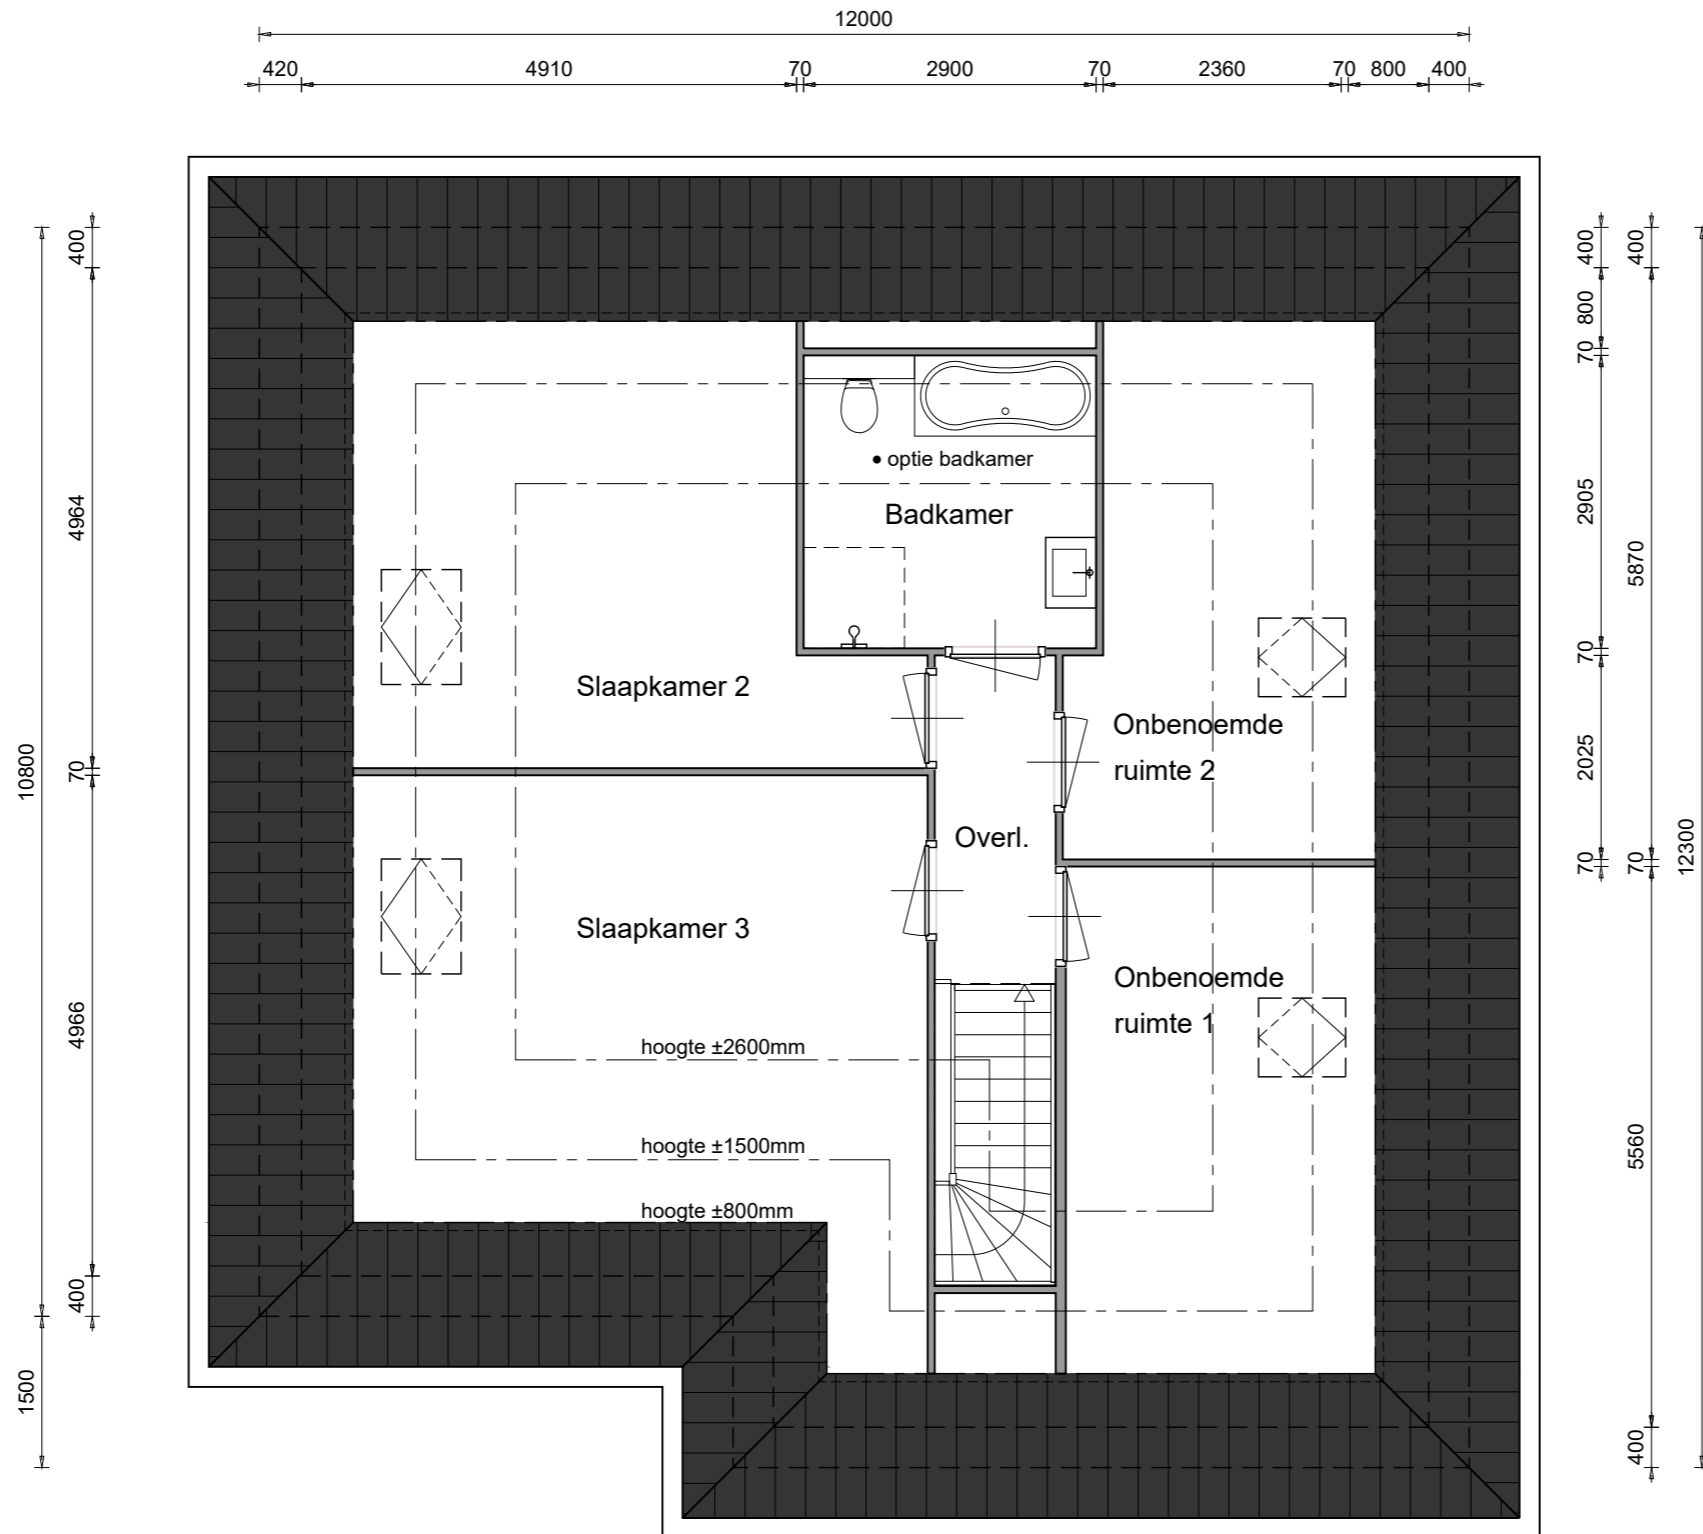 12000
420 4910 70 2900 70 2360 70 800 400
400
4964
70
4966
400
10800
1500
400
800
70
2905
70
2025
70
400
5870
70
5560
400
12300
• optie badkamer
Badkamer
Slaapkamer 2
Onbenoemde
ruimte 2
Overl.
Slaapkamer 3
Onbenoemde
ruimte 1
hoogte ±2600mm
hoogte ±1500mm
hoogte ±800mm